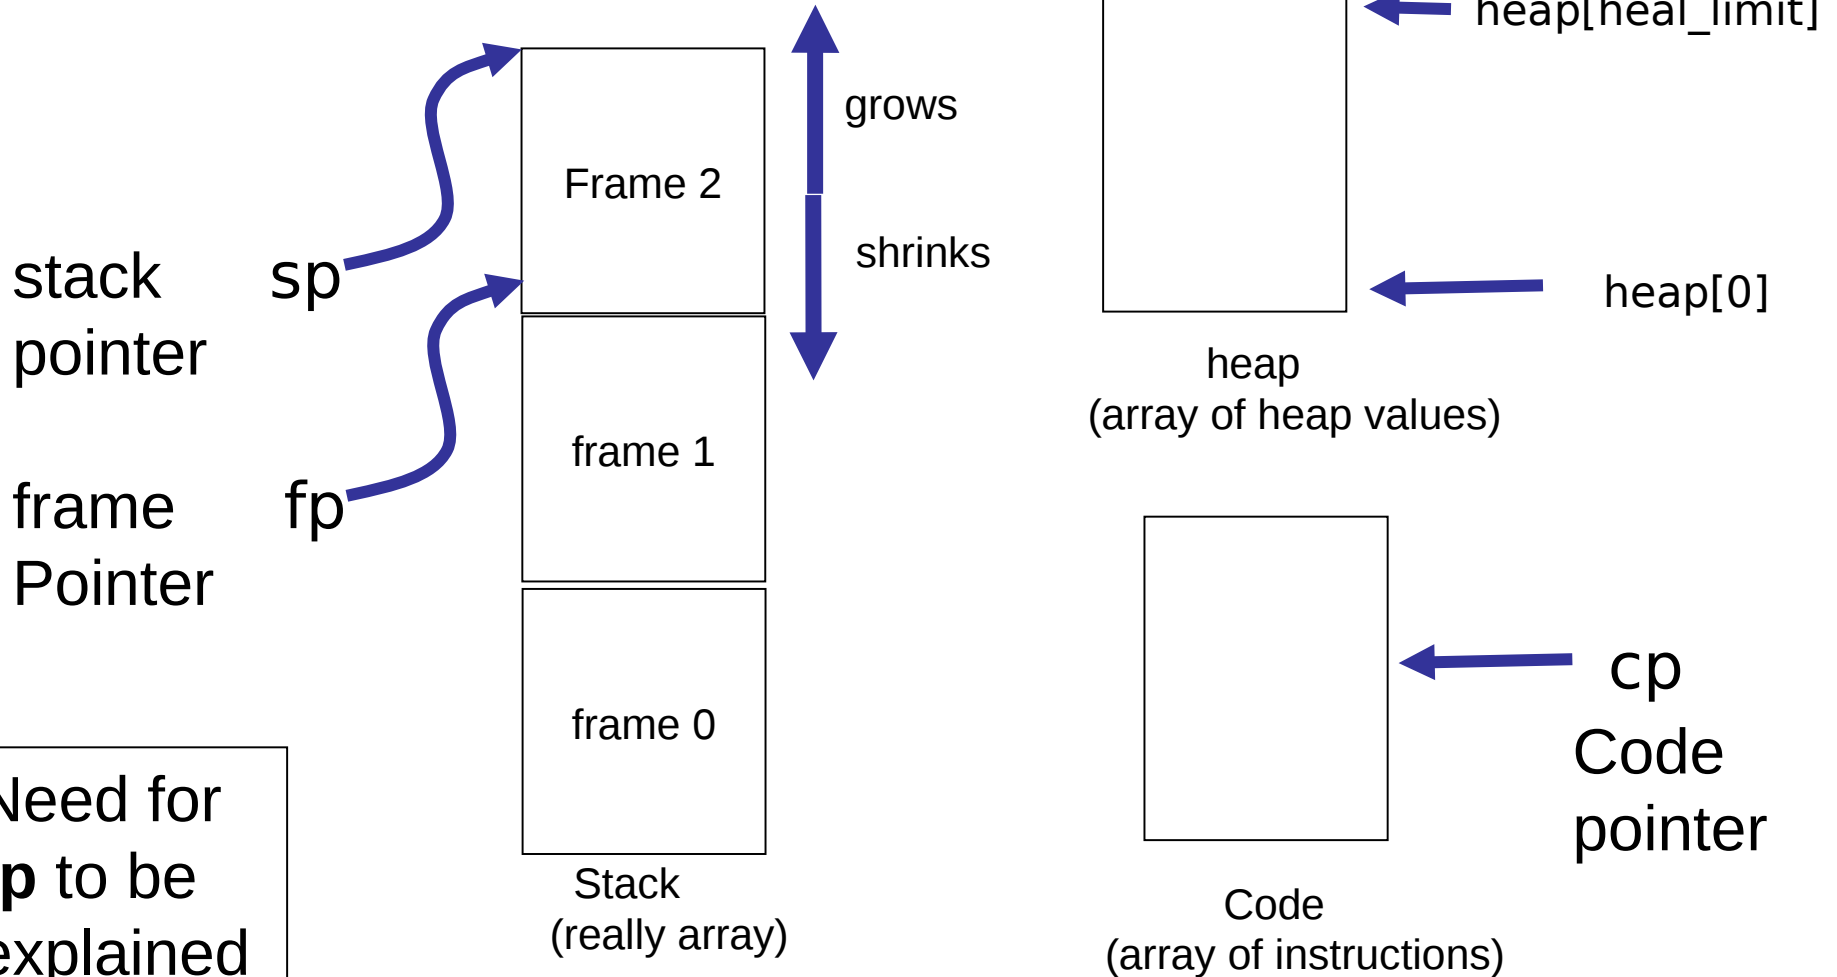 heap[heal_limit]
grows
Frame 2
shrinks
stack
pointer
sp
heap[0]
heap
(array of heap values)
frame 1
frame
Pointer
fp
cp
Code
pointer
frame 0
Need for
p to be
explained
Stack
(really array)
Code
(array of instructions)